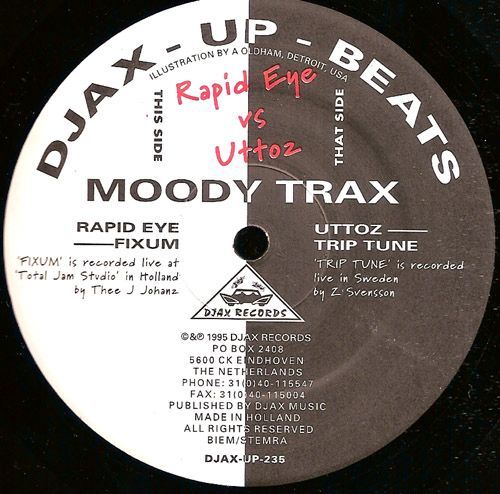 DJAX - UP - BEATS
ILLUSTRATION BY A OLDHAM, DETROIT, USA
THIS SIDE
THAT SIDE
Rapid Eye
vs
Uttoz
MOODY TRAX
RAPID EYE
——FIXUM
'FIXUM' is recorded live at
'Total Jam Studio' in Holland
by Thee J Johanz
UTTOZ ——
TRIP TUNE
'TRIP TUNE' is recorded
live in Sweden
by Z. Svensson
DJAX RECORDS
©&℗ 1995 DJAX RECORDS
PO BOX 2408
5600 CK EINDHOVEN
THE NETHERLANDS
PHONE: 31(0)40-115547
FAX: 31(0)40-115004
PUBLISHED BY DJAX MUSIC
MADE IN HOLLAND
ALL RIGHTS RESERVED
BIEM/STEMRA
DJAX-UP-235